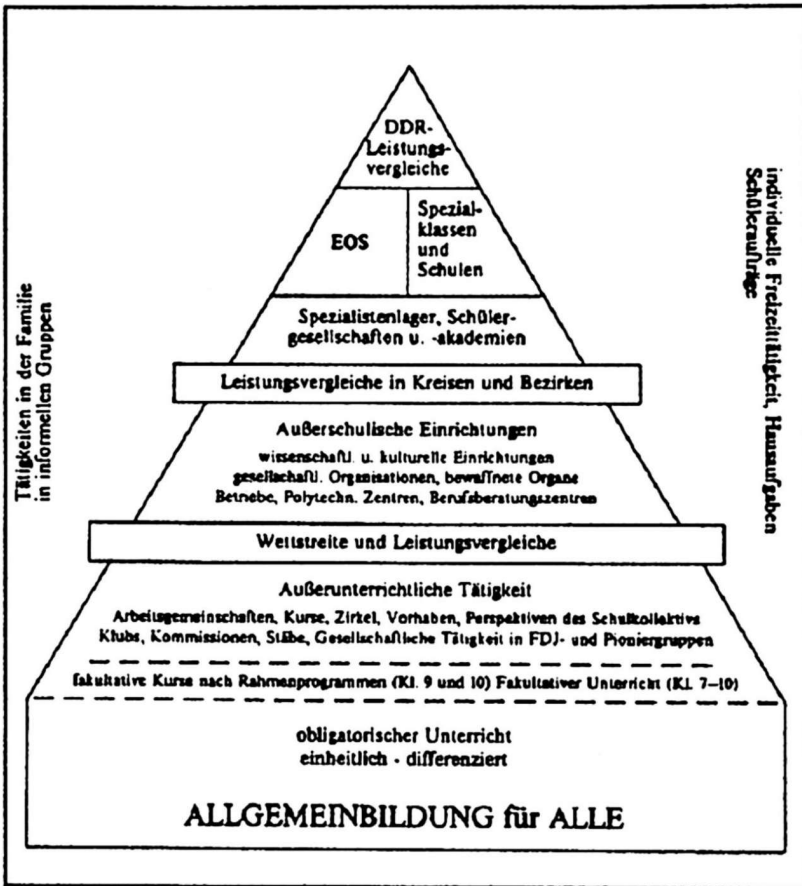 DDR-
Leistungs-
vergleiche
EOS
Spezial-
klassen
und
Schulen
Spezialistenlager, Schüler-
gesellschaften u. -akademien
Leistungsvergleiche in Kreisen und Bezirken
Außerschulische Einrichtungen
wissenschaftl. u. kulturelle Einrichtungen
gesellschaftl. Organisationen, bewaffnete Organe
Betriebe, Polytechn. Zentren, Berufsberatungszentren
Wettstreite und Leistungsvergleiche
Außerunterrichtliche Tätigkeit
Arbeitsgemeinschaften, Kurse, Zirkel, Vorhaben, Perspektiven des Schulkollektivs
Klubs, Kommissionen, Stäbe, Gesellschaftliche Tätigkeit in FDJ- und Pioniergruppen
fakultative Kurse nach Rahmenprogrammen (Kl. 9 und 10) Fakultativer Unterricht (Kl. 7–10)
obligatorischer Unterricht
einheitlich - differenziert
ALLGEMEINBILDUNG für ALLE
Tätigkeiten in der Familie
in informellen Gruppen
individuelle Freizeittätigkeit, Hausaufgaben
Schüleraufträge